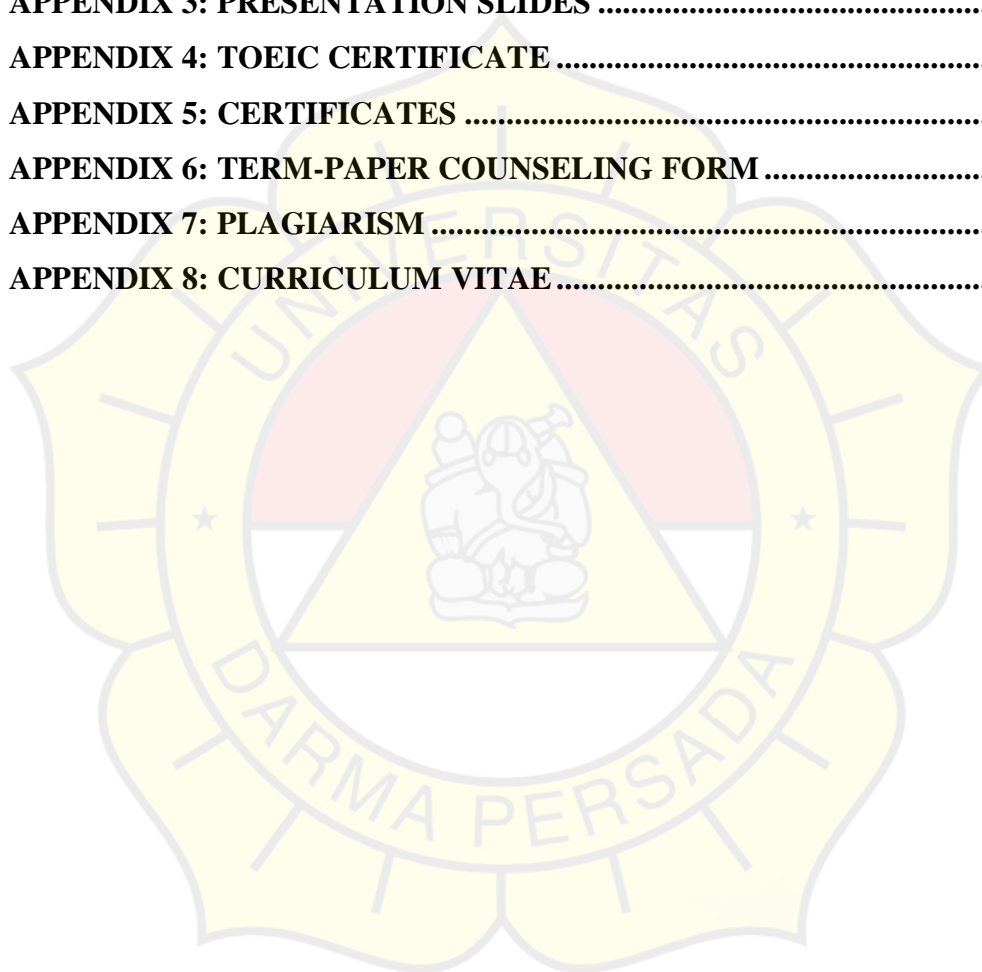 APPENDIX 3: PRESENTATION SLIDES ..........................................................
APPENDIX 4: TOEIC CERTIFICATE ...............................................................
APPENDIX 5: CERTIFICATES ..........................................................................
APPENDIX 6: TERM-PAPER COUNSELING FORM ................................
APPENDIX 7: PLAGIARISM ..............................................................................
APPENDIX 8: CURRICULUM VITAE ...............................................................
UNIVERSITAS
DARMA PERSADA